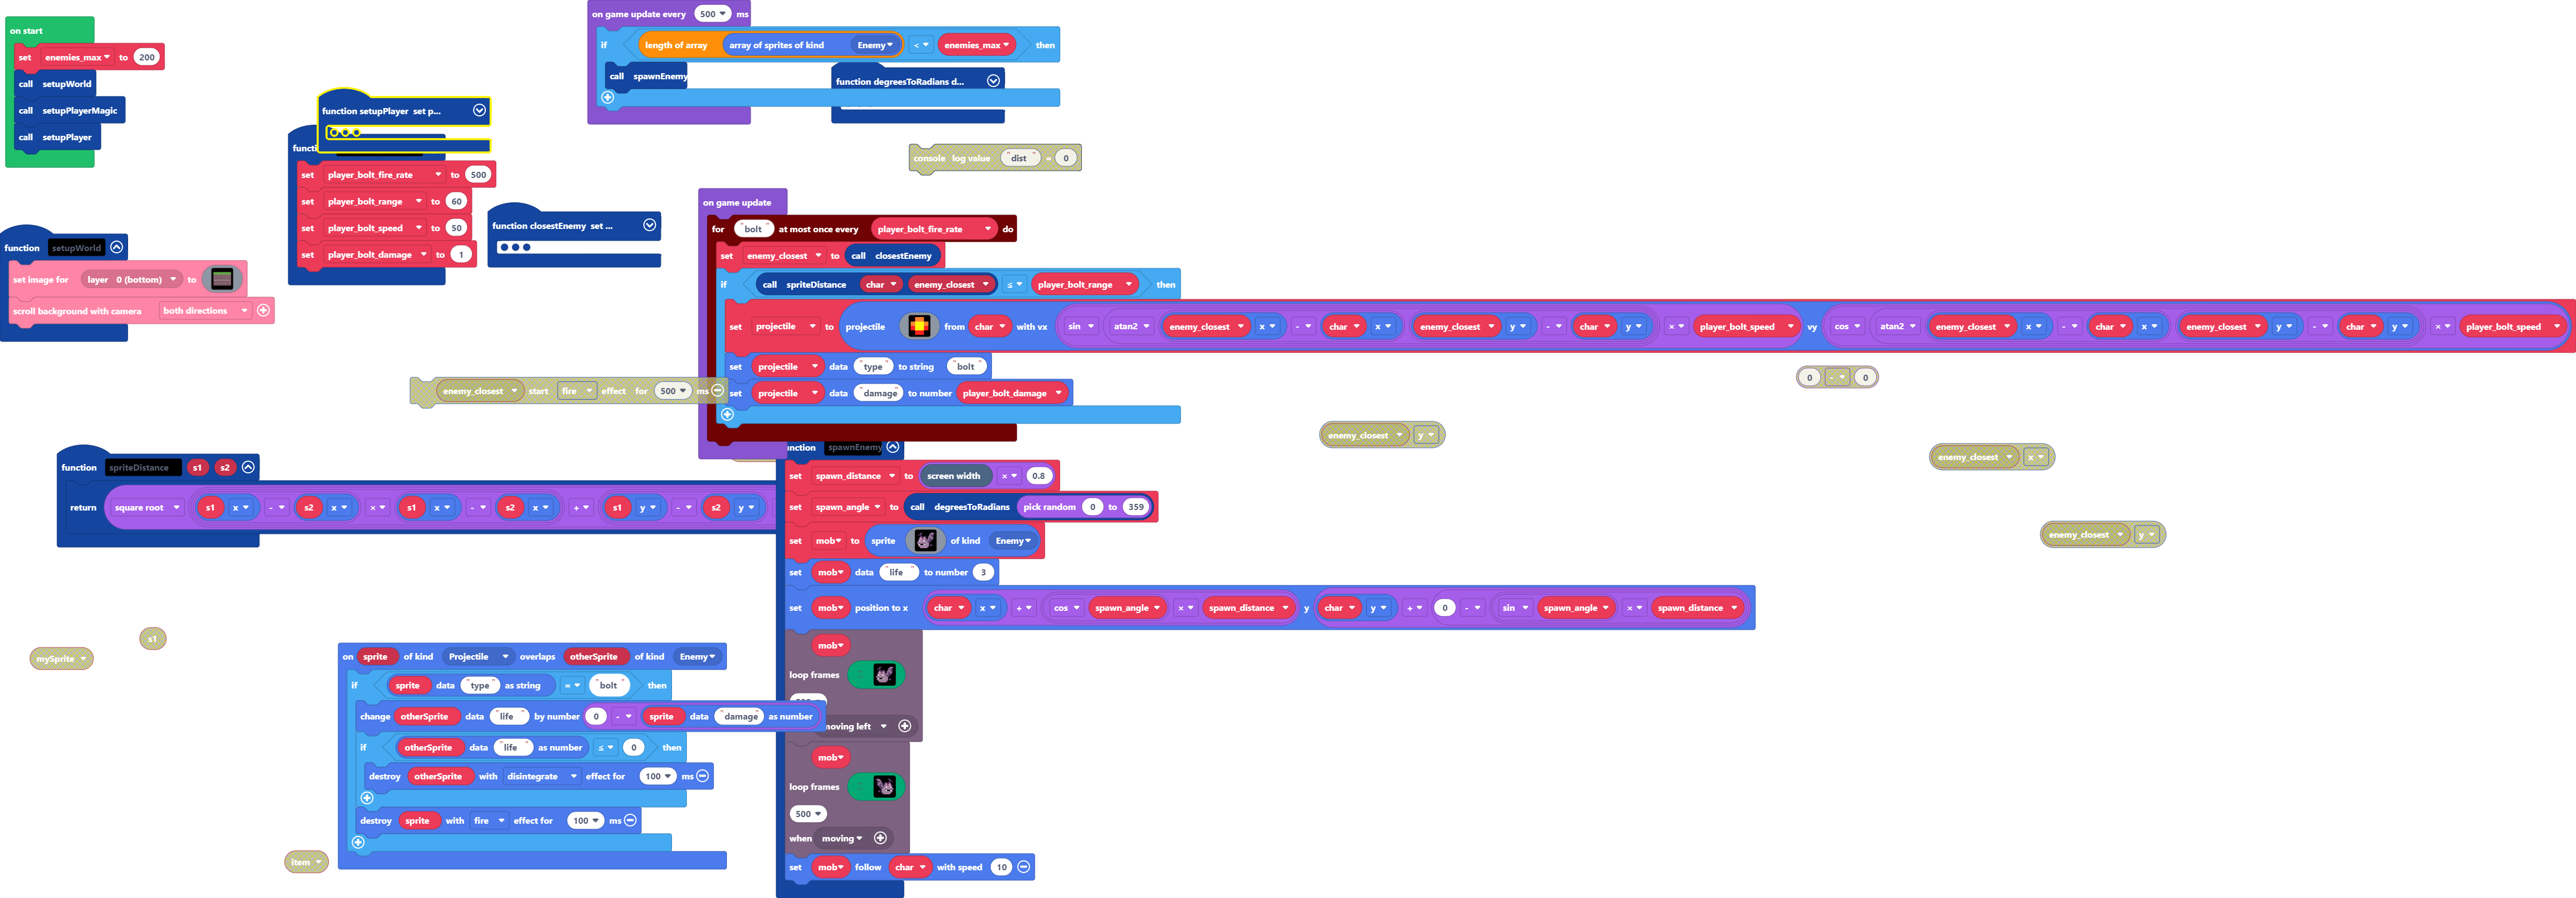 on start
set enemies_max to 200
call setupWorld
call setupPlayerMagic
call setupPlayer
function setupWorld
set image for layer 0 (bottom) to
scroll background with camera both directions
function setupPlayer set p...
set player_bolt_fire_rate to 500
set player_bolt_range to 60
set player_bolt_speed to 50
set player_bolt_damage to 1
function closestEnemy set ...
on game update every 500 ms
if length of array array of sprites of kind Enemy < enemies_max then
call spawnEnemy
function degreesToRadians d...
console log value "dist" = 0
on game update
for "bolt" at most once every player_bolt_fire_rate do
set enemy_closest to call closestEnemy
if call spriteDistance char enemy_closest ≤ player_bolt_range then
set projectile to projectile from char with vx sin atan2 enemy_closest x - char x enemy_closest y - char y × player_bolt_speed vy cos atan2 enemy_closest x - char x enemy_closest y - char y × player_bolt_speed
set projectile data "type" to string "bolt"
set projectile data "damage" to number player_bolt_damage
enemy_closest start fire effect for 500 ms
0 - 0
enemy_closest y
enemy_closest x
enemy_closest y
function spriteDistance s1 s2
return square root s1 x - s2 x × s1 x - s2 x + s1 y - s2 y
spawnEnemy
set spawn_distance to screen width × 0.8
set spawn_angle to call degreesToRadians pick random 0 to 359
set mob to sprite of kind Enemy
set mob data "life" to number 3
set mob position to x char x + cos spawn_angle × spawn_distance y char y + 0 - sin spawn_angle × spawn_distance
mob
loop frames
moving left
mob
loop frames
500
when moving
set mob follow char with speed 10
s1
mySprite
item
on sprite of kind Projectile overlaps otherSprite of kind Enemy
if sprite data "type" as string = "bolt" then
change otherSprite data "life" by number 0 - sprite data "damage" as number
if otherSprite data "life" as number ≤ 0 then
destroy otherSprite with disintegrate effect for 100 ms
destroy sprite with fire effect for 100 ms